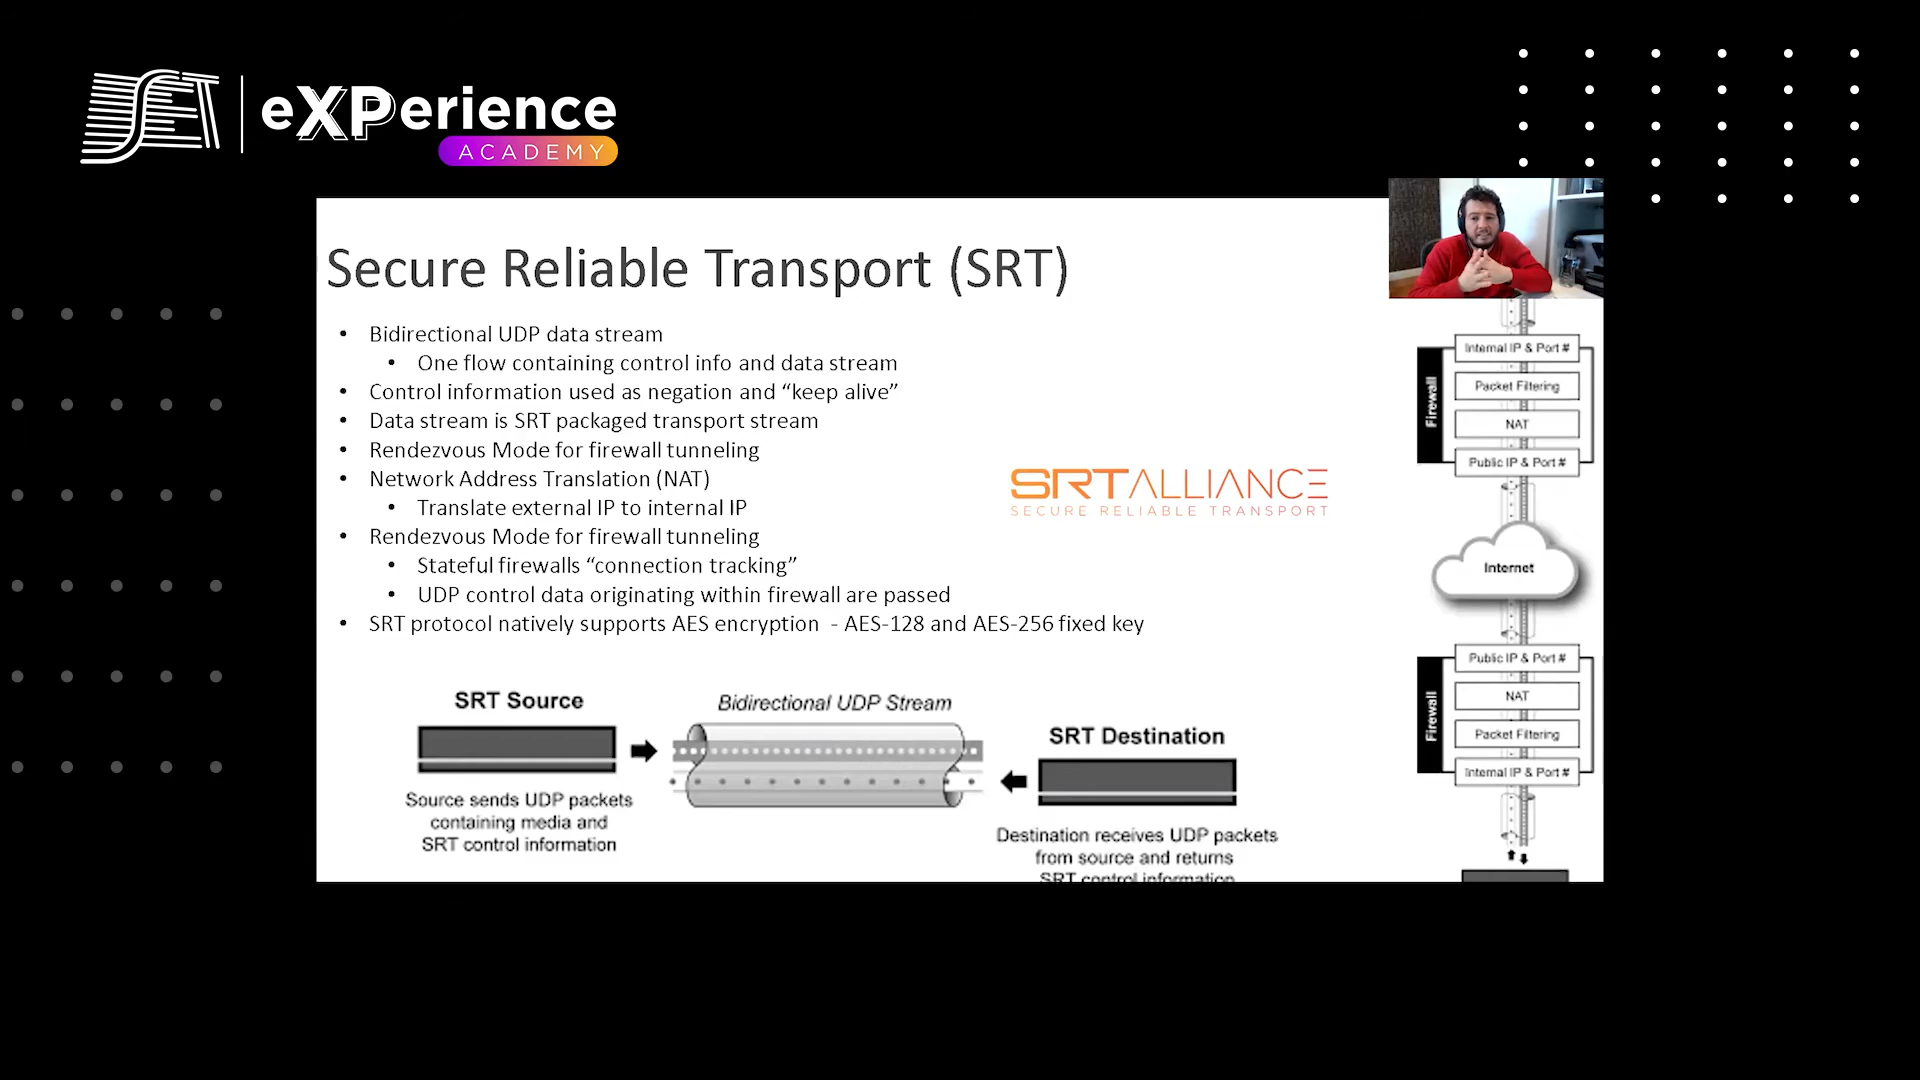 SET
eXPerience
ACADEMY
Secure Reliable Transport (SRT)
• Bidirectional UDP data stream
• One flow containing control info and data stream
• Control information used as negation and “keep alive”
• Data stream is SRT packaged transport stream
• Rendezvous Mode for firewall tunneling
• Network Address Translation (NAT)
• Translate external IP to internal IP
• Rendezvous Mode for firewall tunneling
• Stateful firewalls “connection tracking”
• UDP control data originating within firewall are passed
• SRT protocol natively supports AES encryption - AES-128 and AES-256 fixed key
SRT ALLIANCE
SECURE RELIABLE TRANSPORT
SRT Source
Source sends UDP packets
containing media and
SRT control information
Bidirectional UDP Stream
SRT Destination
Destination receives UDP packets
from source and returns
SRT control information
Firewall
Internal IP & Port #
Packet Filtering
NAT
Public IP & Port #
Internet
Firewall
Public IP & Port #
NAT
Packet Filtering
Internal IP & Port #